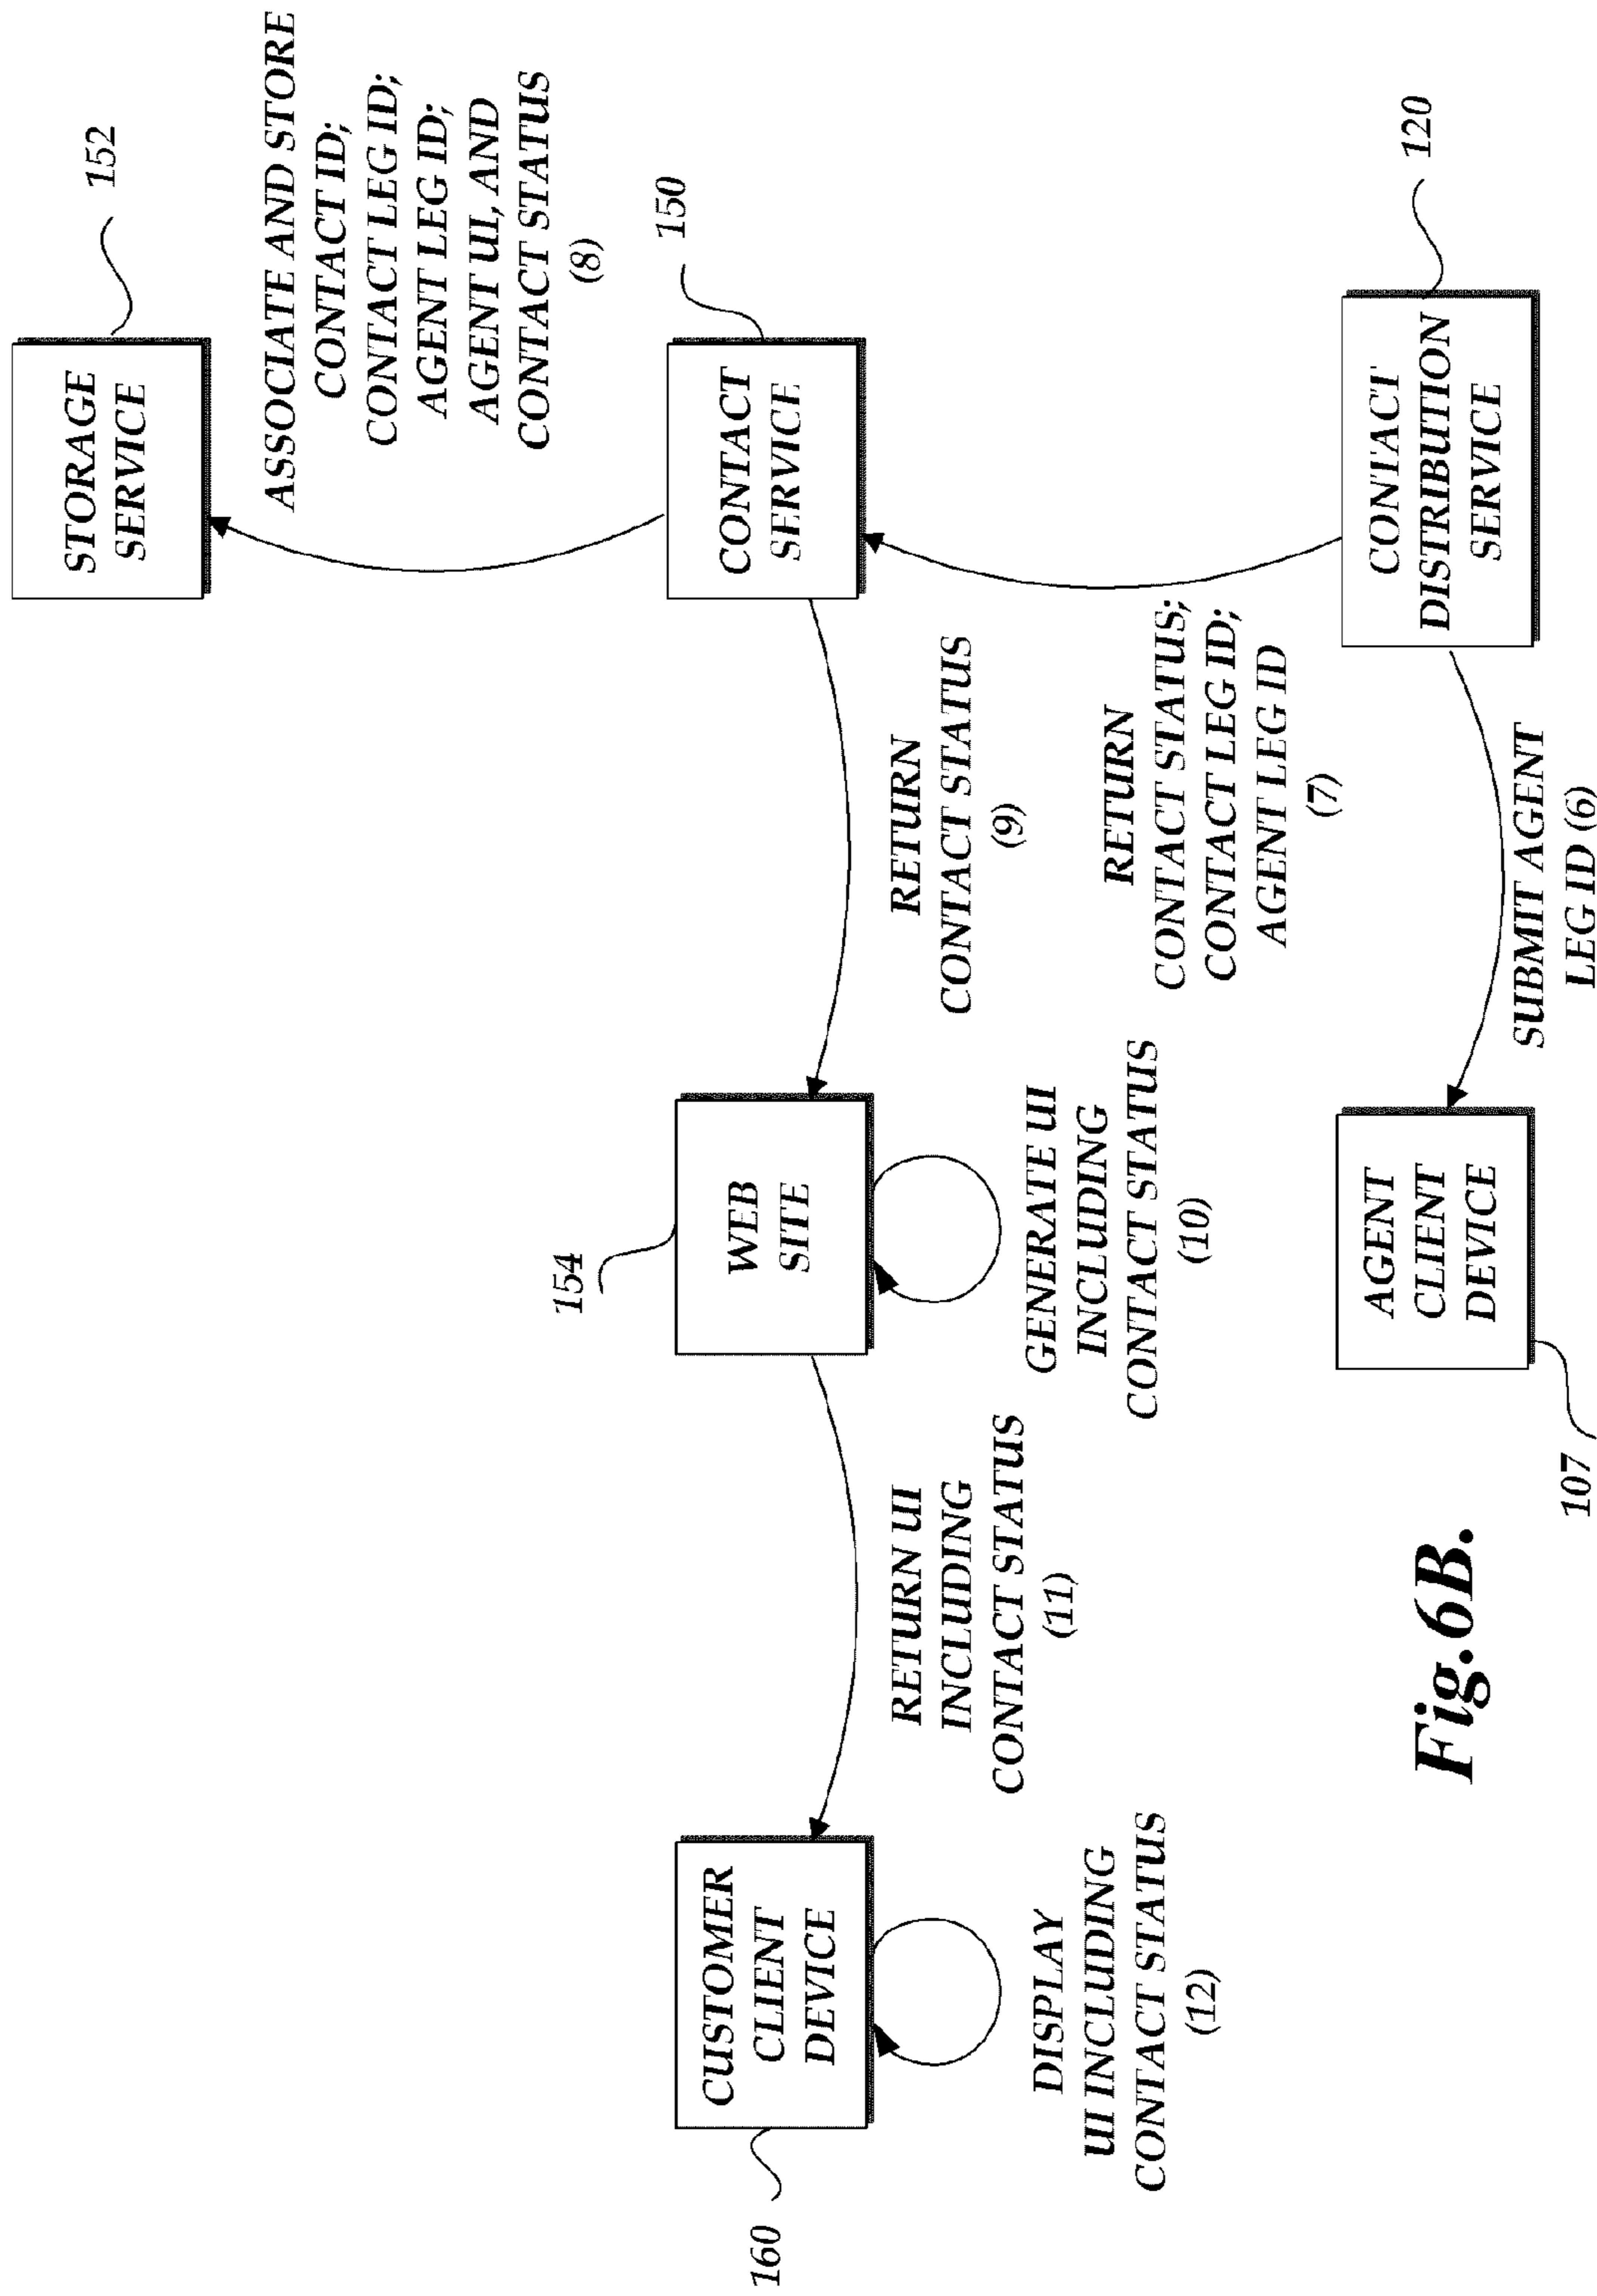 152
STORAGE
SERVICE
ASSOCIATE AND STORE
CONTACT ID;
CONTACT LEG ID;
AGENT LEG ID;
AGENT UI, AND
CONTACT STATUS
(8)
160
CUSTOMER
CLIENT
DEVICE
154
WEB
SITE
150
CONTACT
SERVICE
RETURN UI
INCLUDING
CONTACT STATUS
(11)
RETURN
CONTACT STATUS
(9)
DISPLAY
UI INCLUDING
CONTACT STATUS
(12)
GENERATE UI
INCLUDING
CONTACT STATUS
(10)
RETURN
CONTACT STATUS;
CONTACT LEG ID;
AGENT LEG ID
(7)
AGENT
CLIENT
DEVICE
107
CONTACT
DISTRIBUTION
SERVICE
120
SUBMIT AGENT
LEG ID (6)
Fig.6B.